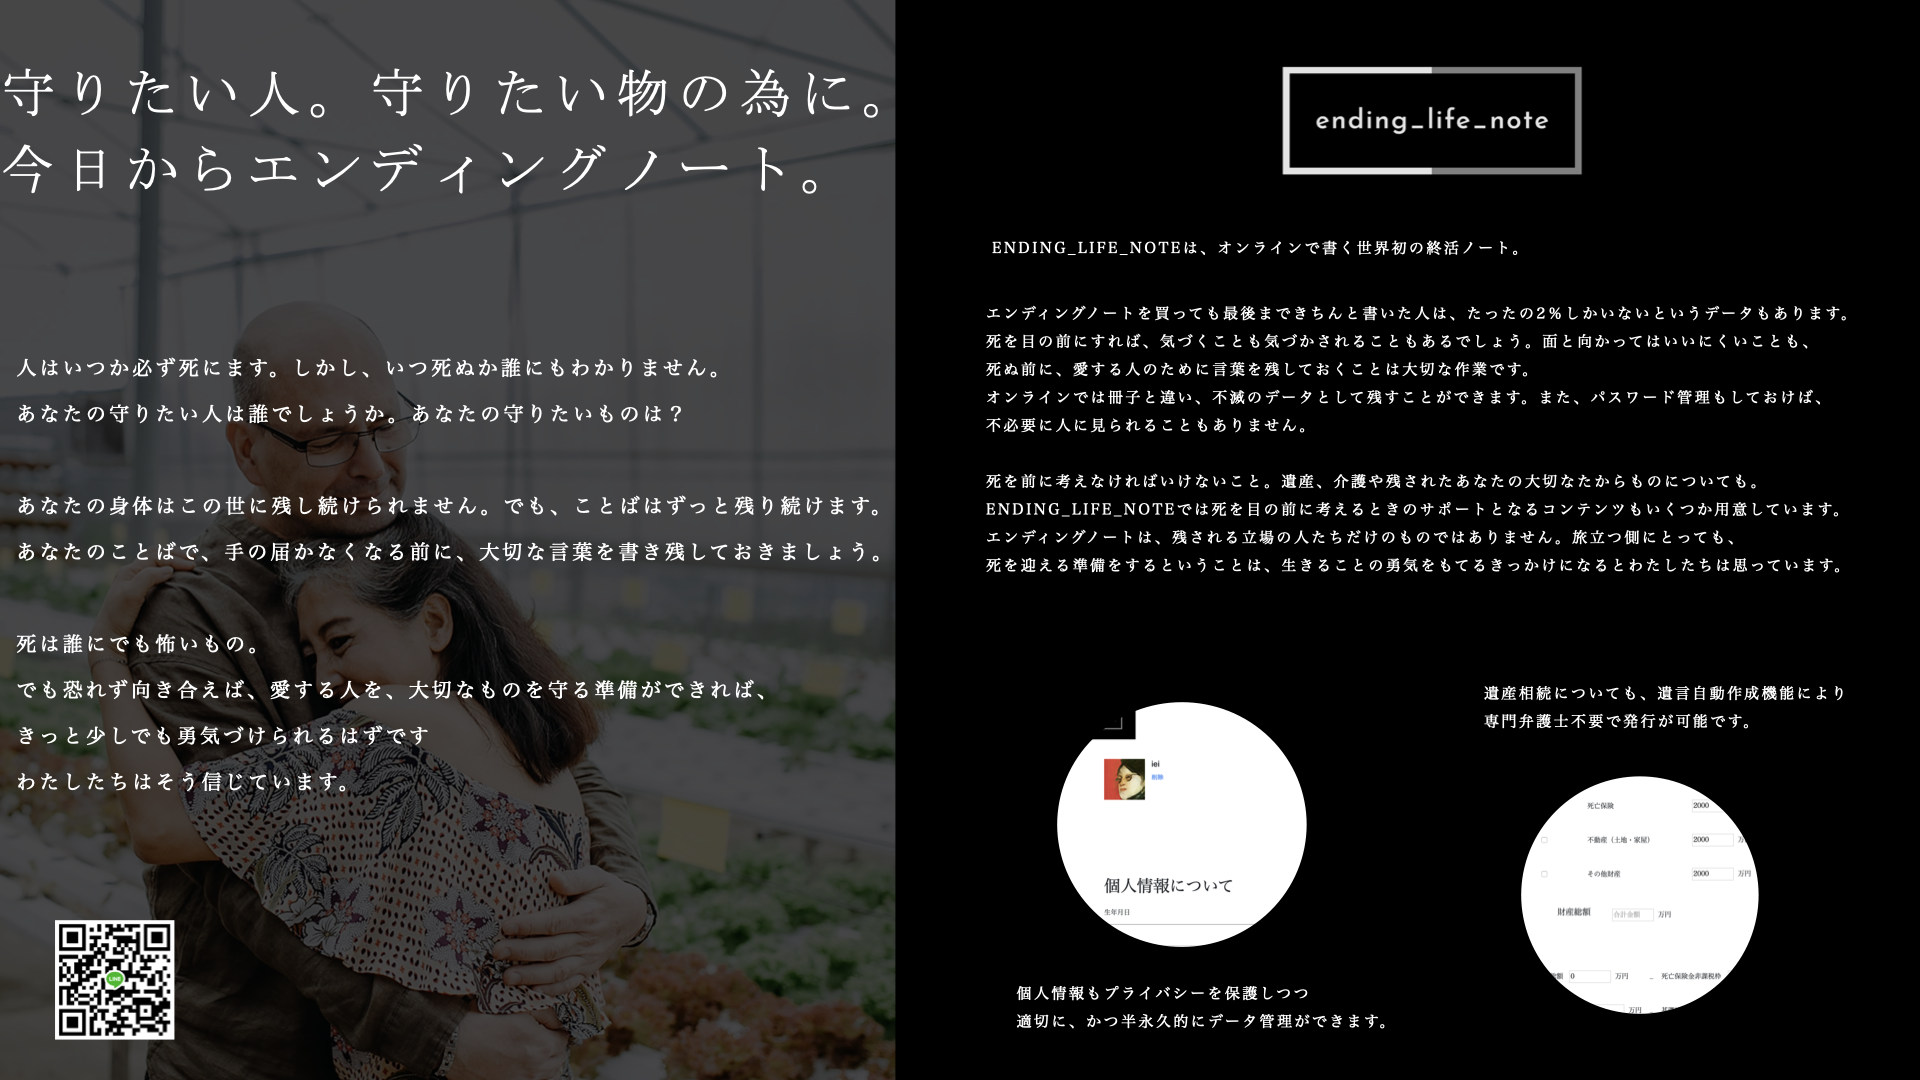 守りたい人。守りたい物の為に。
今日からエンディングノート。
人はいつか必ず死にます。しかし、いつ死ぬか誰にもわかりません。
あなたの守りたい人は誰でしょうか。あなたの守りたいものは？
あなたの身体はこの世に残し続けられません。でも、ことばはずっと残り続けます。
あなたのことばで、手の届かなくなる前に、大切な言葉を書き残しておきましょう。
死は誰にでも怖いもの。
でも恐れず向き合えば、愛する人を、大切なものを守る準備ができれば、
きっと少しでも勇気づけられるはずです
わたしたちはそう信じています。
LINE
ending_life_note
ENDING_LIFE_NOTEは、オンラインで書く世界初の終活ノート。
エンディングノートを買っても最後まできちんと書いた人は、たったの2％しかいないというデータもあります。
死を目の前にすれば、気づくことも気づかされることもあるでしょう。面と向かってはいいにくいことも、
死ぬ前に、愛する人のために言葉を残しておくことは大切な作業です。
オンラインでは冊子と違い、不滅のデータとして残すことができます。また、パスワード管理もしておけば、
不必要に人に見られることもありません。
死を前に考えなければいけないこと。遺産、介護や残されたあなたの大切なたからものについても。
ENDING_LIFE_NOTEでは死を目の前に考えるときのサポートとなるコンテンツもいくつか用意しています。
エンディングノートは、残される立場の人たちだけのものではありません。旅立つ側にとっても、
死を迎える準備をするということは、生きることの勇気をもてるきっかけになるとわたしたちは思っています。
iei
削除
個人情報について
生年月日
個人情報もプライバシーを保護しつつ
適切に、かつ半永久的にデータ管理ができます。
遺産相続についても、遺言自動作成機能により
専門弁護士不要で発行が可能です。
死亡保険 2000
不動産（土地・家屋） 2000 万
その他財産 2000 万円
財産総額 合計金額 万円
額 0 万円 － 死亡保険金非課税枠
万円